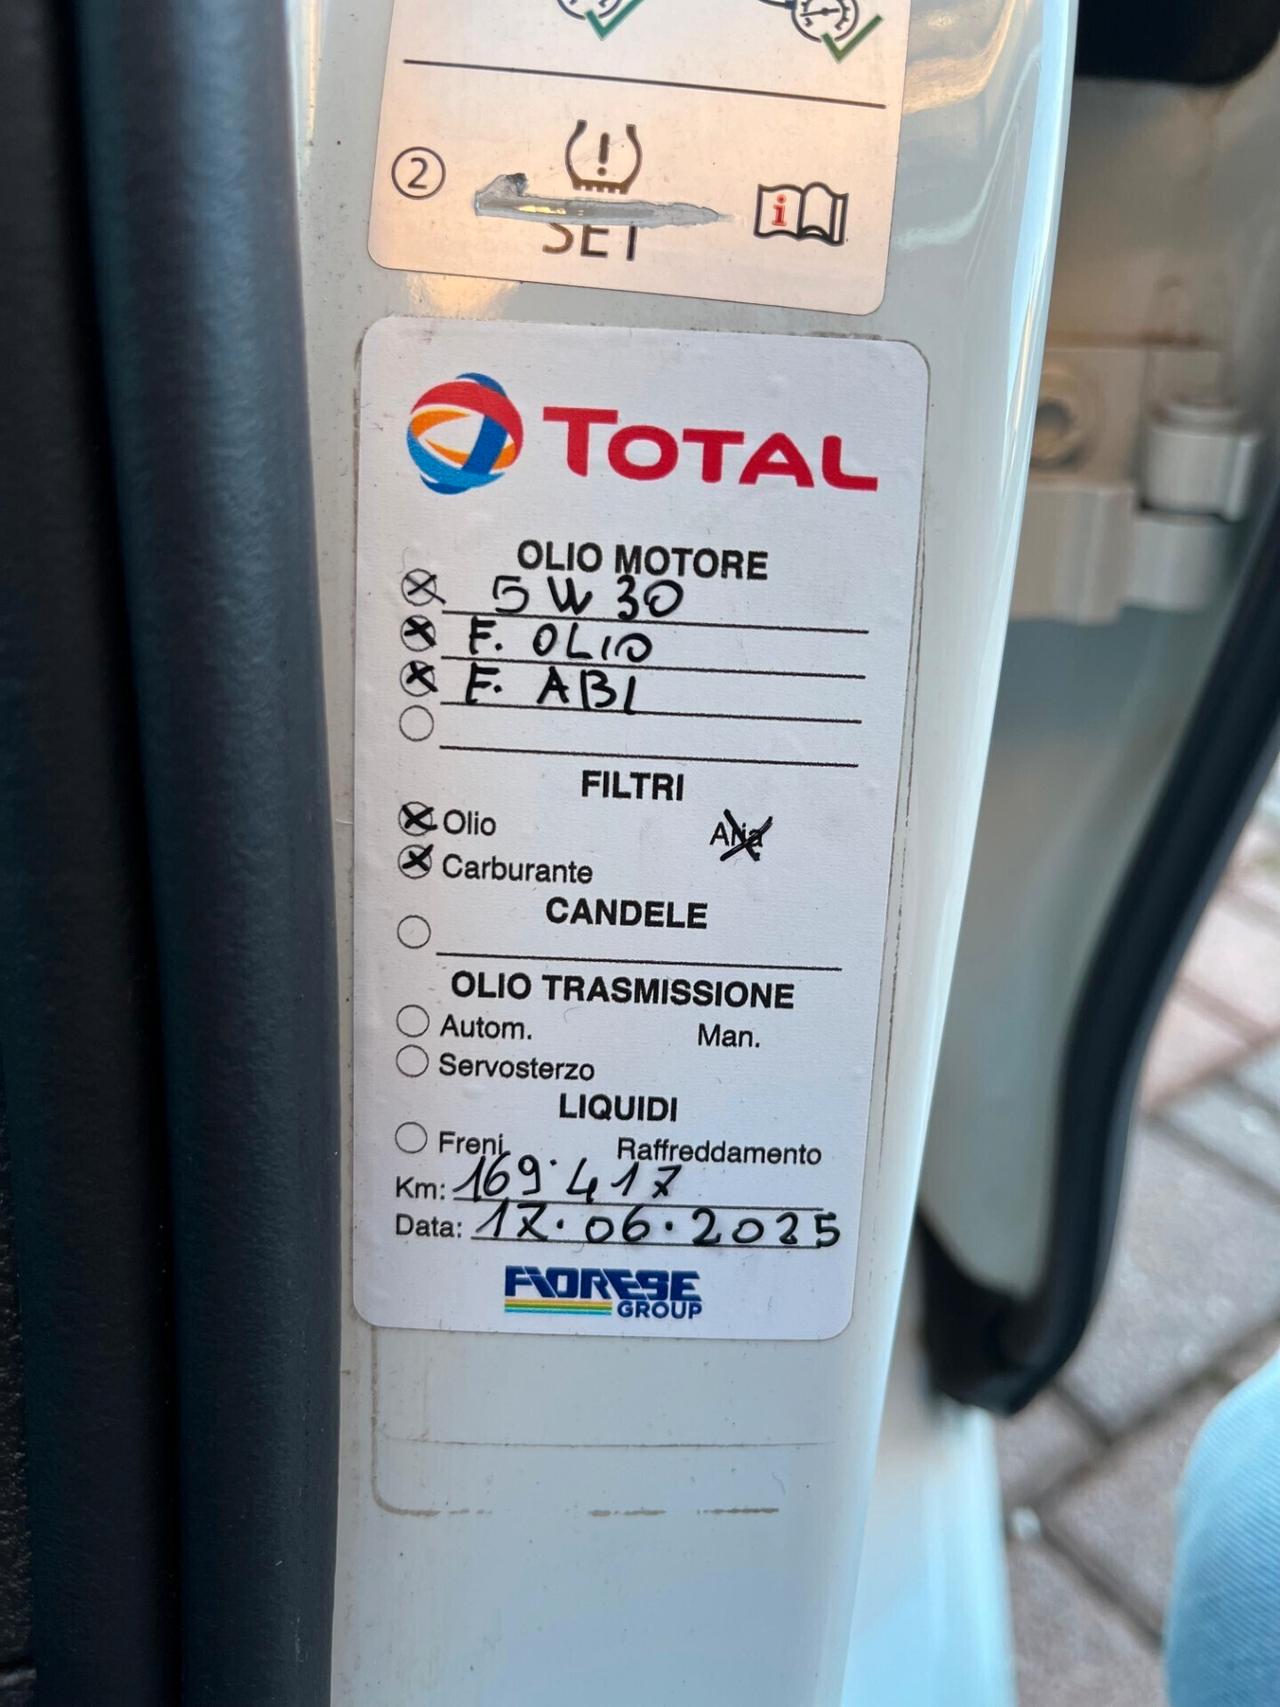 2
SET
i
TOTAL
OLIO MOTORE
5W30
F. OLIO
F. ABI
FILTRI
Olio Aria
Carburante
CANDELE
OLIO TRASMISSIONE
Autom. Man.
Servosterzo
LIQUIDI
Freni Raffreddamento
Km: 169.417
Data: 17.06.2025
FIORESE
GROUP